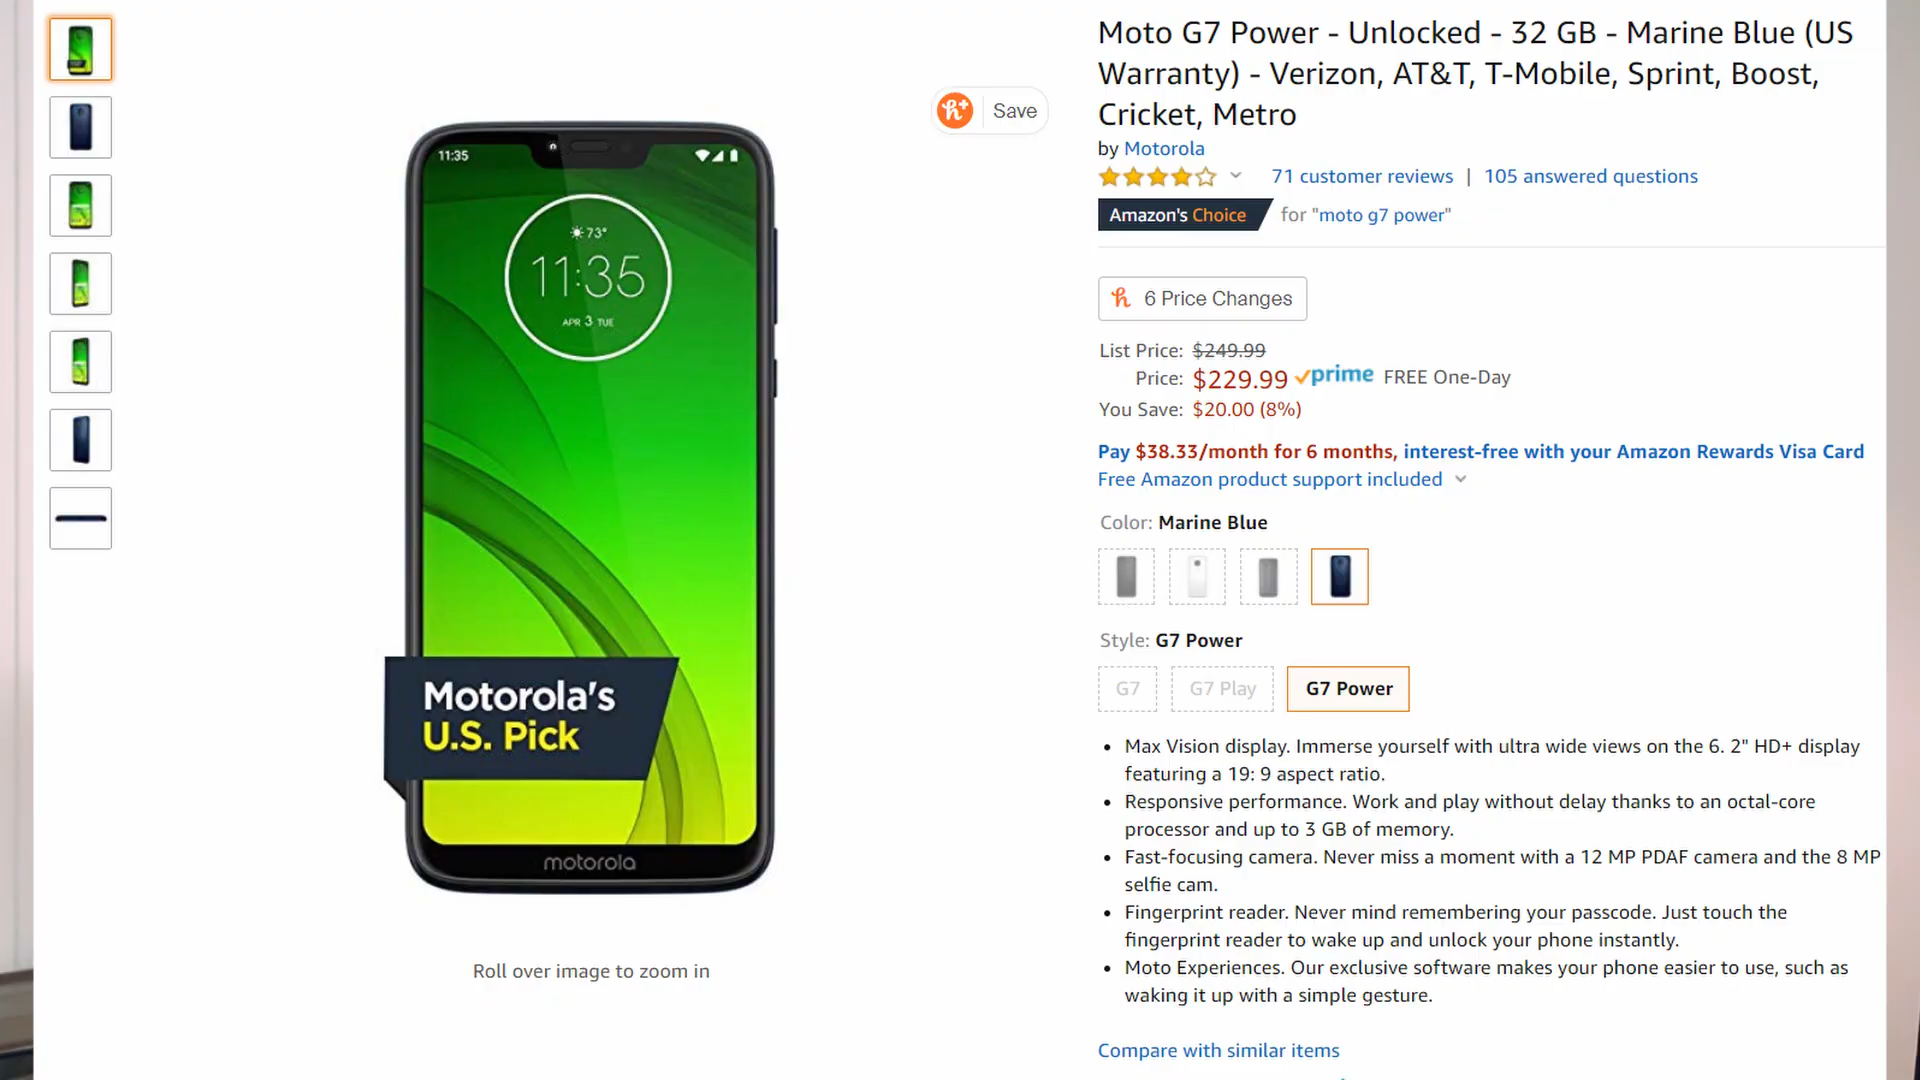 Moto G7 Power - Unlocked - 32 GB - Marine Blue (US
Warranty) - Verizon, AT&T, T-Mobile, Sprint, Boost,
Cricket, Metro
by Motorola
71 customer reviews | 105 answered questions
Amazon's Choice for "moto g7 power"
Save
11:35
73°
11:35
APR 3 TUE
Motorola's
U.S. Pick
motorola
Roll over image to zoom in
6 Price Changes
List Price: $249.99
Price: $229.99 prime FREE One-Day
You Save: $20.00 (8%)
Pay $38.33/month for 6 months, interest-free with your Amazon Rewards Visa Card
Free Amazon product support included
Color: Marine Blue
Style: G7 Power
G7 G7 Play G7 Power
• Max Vision display. Immerse yourself with ultra wide views on the 6. 2" HD+ display
featuring a 19: 9 aspect ratio.
• Responsive performance. Work and play without delay thanks to an octal-core
processor and up to 3 GB of memory.
• Fast-focusing camera. Never miss a moment with a 12 MP PDAF camera and the 8 MP
selfie cam.
• Fingerprint reader. Never mind remembering your passcode. Just touch the
fingerprint reader to wake up and unlock your phone instantly.
• Moto Experiences. Our exclusive software makes your phone easier to use, such as
waking it up with a simple gesture.
Compare with similar items